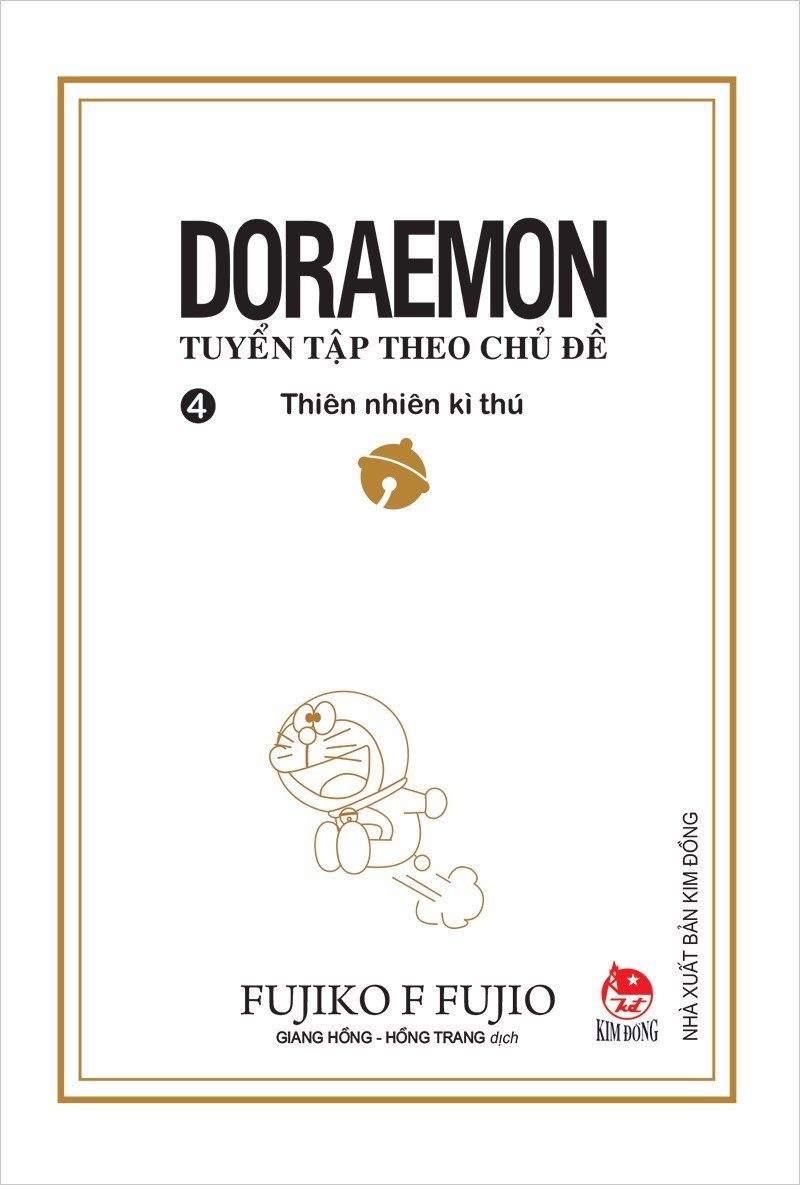 DORAEMON
TUYỂN TẬP THEO CHỦ ĐỀ
4 Thiên nhiên kì thú
FUJIKO F FUJIO
GIANG HỒNG - HỒNG TRANG dịch
kđ
KIM ĐỒNG
NHÀ XUẤT BẢN KIM ĐỒNG